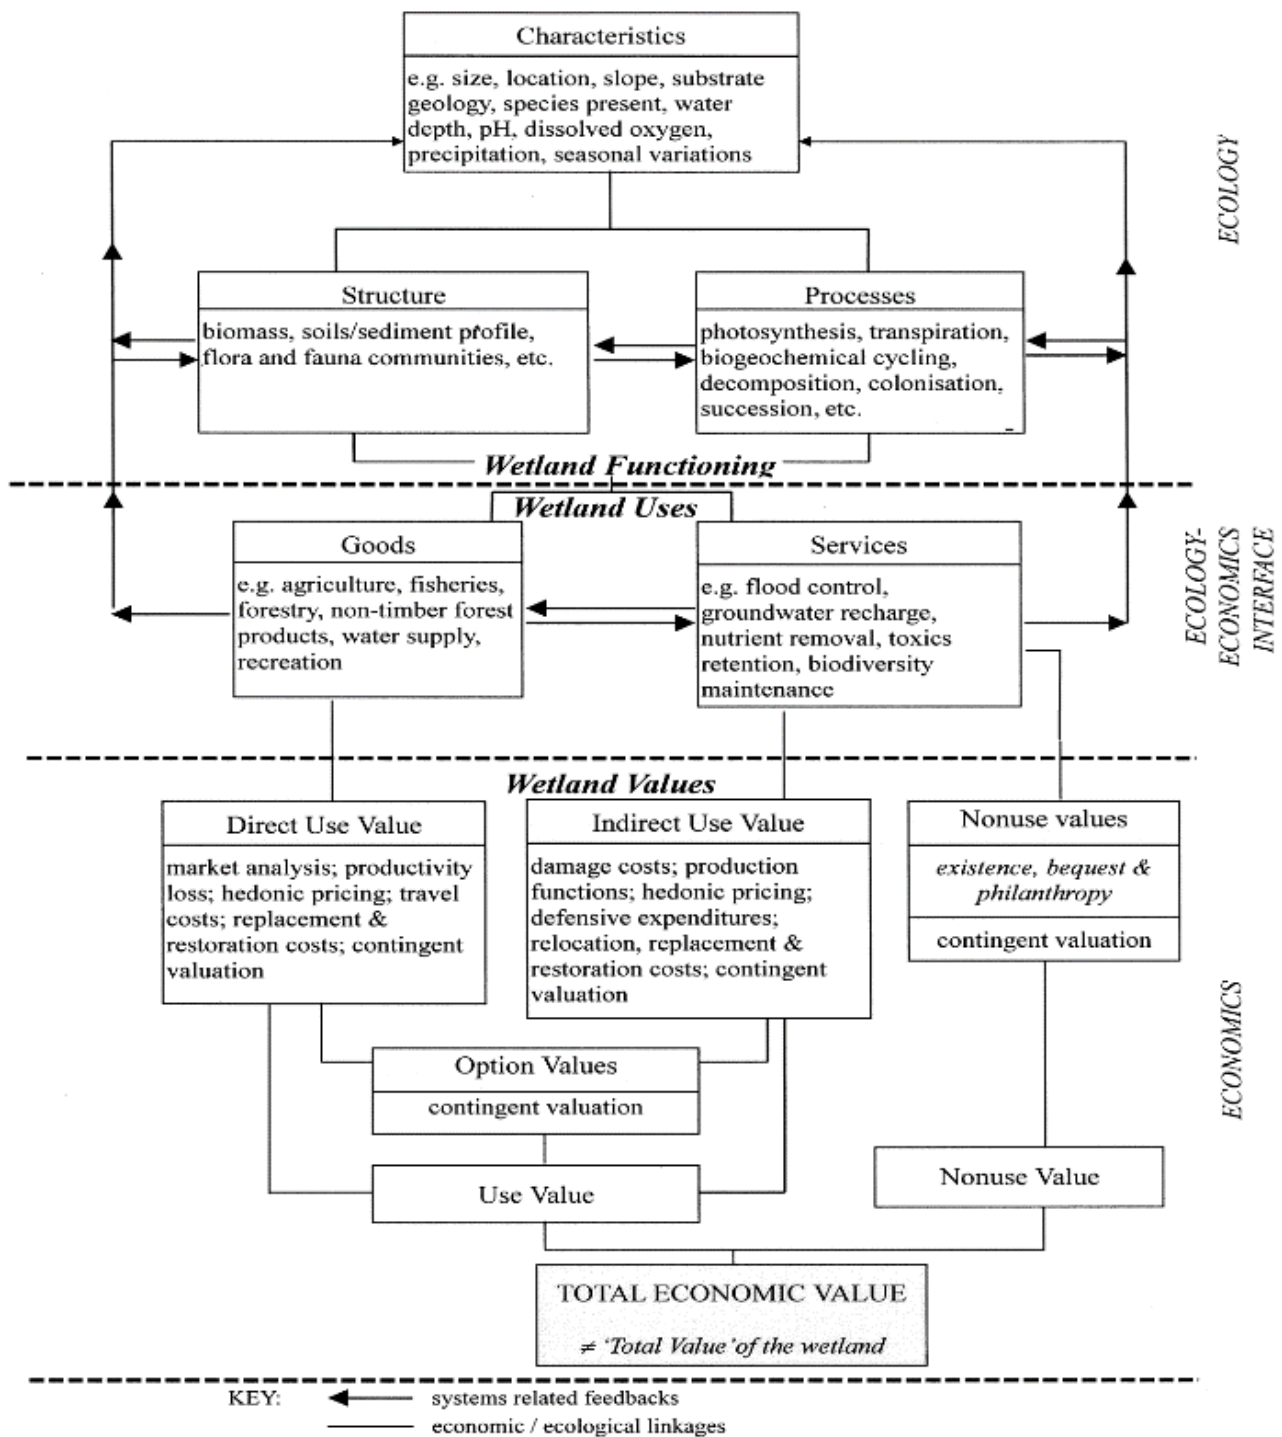 Characteristics
e.g. size, location, slope, substrate
geology, species present, water
depth, pH, dissolved oxygen,
precipitation, seasonal variations
ECOLOGY
Structure
biomass, soils/sediment profile,
flora and fauna communities, etc.
Processes
photosynthesis, transpiration,
biogeochemical cycling,
decomposition, colonisation,
succession, etc.
Wetland Functioning
Wetland Uses
Goods
e.g. agriculture, fisheries,
forestry, non-timber forest
products, water supply,
recreation
Services
e.g. flood control,
groundwater recharge,
nutrient removal, toxics
retention, biodiversity
maintenance
ECOLOGY-
ECONOMICS
INTERFACE
Wetland Values
Direct Use Value
market analysis; productivity
loss; hedonic pricing; travel
costs; replacement &
restoration costs; contingent
valuation
Indirect Use Value
damage costs; production
functions; hedonic pricing;
defensive expenditures;
relocation, replacement &
restoration costs; contingent
valuation
Nonuse values
existence, bequest &
philanthropy
contingent valuation
ECONOMICS
Option Values
contingent valuation
Use Value
Nonuse Value
TOTAL ECONOMIC VALUE
≠ 'Total Value' of the wetland
KEY:
systems related feedbacks
economic / ecological linkages